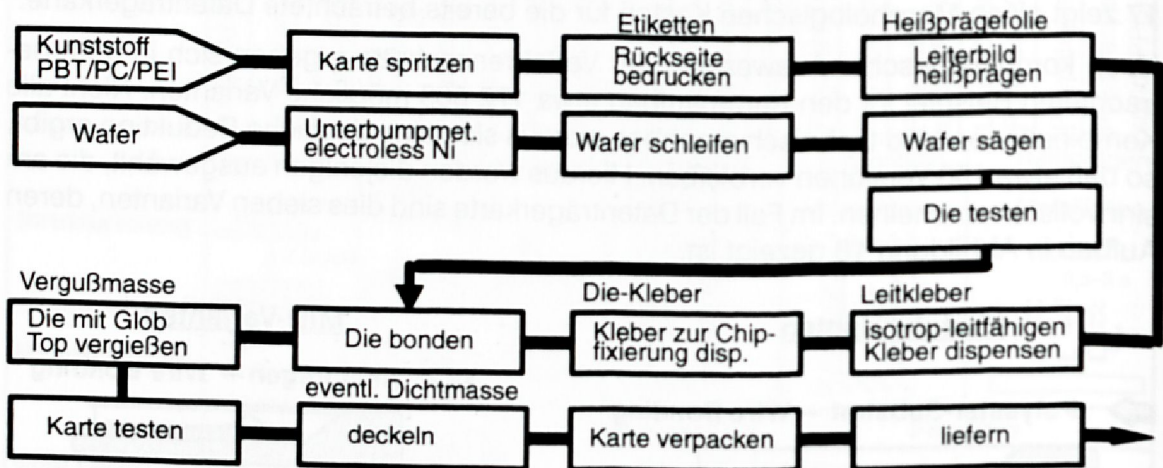 Etiketten
Heißprägefolie
Kunststoff
PBT/PC/PEI
Karte spritzen
Rückseite
bedrucken
Leiterbild
heißprägen
Wafer
Unterbumpmet.
electroless Ni
Wafer schleifen
Wafer sägen
Die testen
Vergußmasse
Die-Kleber
Leitkleber
Die mit Glob
Top vergießen
Die bonden
Kleber zur Chip-
fixierung disp.
isotrop-leitfähigen
Kleber dispensen
eventl. Dichtmasse
Karte testen
deckeln
Karte verpacken
liefern